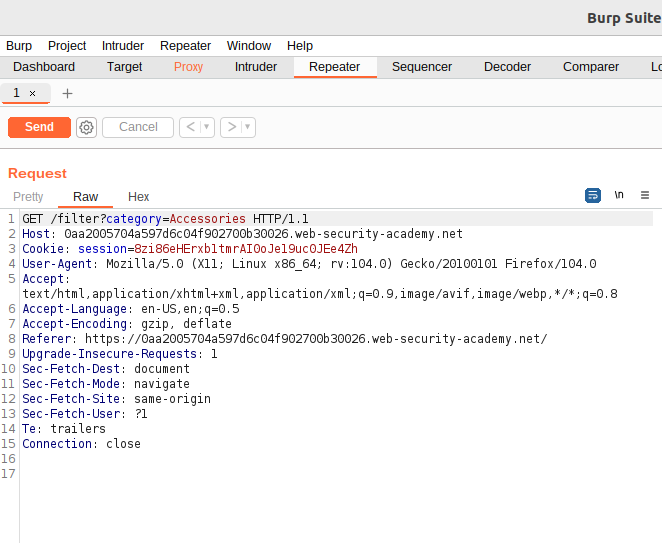 Burp Suite
Burp Project Intruder Repeater Window Help
Dashboard Target Proxy Intruder Repeater Sequencer Decoder Comparer Lo
1 × +
Send Cancel < ▾ > ▾
Request
Pretty Raw Hex \n
1 GET /filter?category=Accessories HTTP/1.1
2 Host: 0aa2005704a597d6c04f902700b30026.web-security-academy.net
3 Cookie: session=8zi86eHErxb1tmrAI0oJel9uc0JEe4Zh
4 User-Agent: Mozilla/5.0 (X11; Linux x86_64; rv:104.0) Gecko/20100101 Firefox/104.0
5 Accept:
text/html,application/xhtml+xml,application/xml;q=0.9,image/avif,image/webp,*/*;q=0.8
6 Accept-Language: en-US,en;q=0.5
7 Accept-Encoding: gzip, deflate
8 Referer: https://0aa2005704a597d6c04f902700b30026.web-security-academy.net/
9 Upgrade-Insecure-Requests: 1
10 Sec-Fetch-Dest: document
11 Sec-Fetch-Mode: navigate
12 Sec-Fetch-Site: same-origin
13 Sec-Fetch-User: ?1
14 Te: trailers
15 Connection: close
16
17